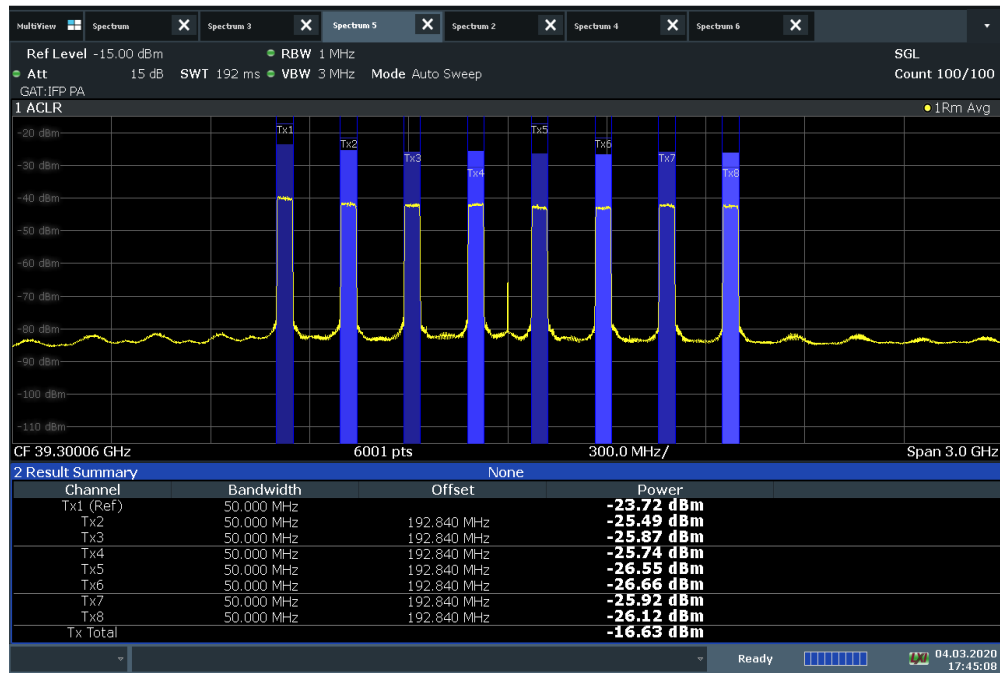 MultiView Spectrum Spectrum 3 Spectrum 5 Spectrum 2 Spectrum 4 Spectrum 6
Ref Level -15.00 dBm RBW 1 MHz SGL
Att 15 dB SWT 192 ms VBW 3 MHz Mode Auto Sweep Count 100/100
GAT:IFP PA
1 ACLR 1Rm Avg
-20 dBm
Tx1 Tx2 Tx3 Tx4 Tx5 Tx6 Tx7 Tx8
-30 dBm
-40 dBm
-50 dBm
-60 dBm
-70 dBm
-80 dBm
-90 dBm
-100 dBm
-110 dBm
CF 39.30006 GHz 6001 pts 300.0 MHz/ Span 3.0 GHz
2 Result Summary None
Channel Bandwidth Offset Power
Tx1 (Ref) 50.000 MHz -23.72 dBm
Tx2 50.000 MHz 192.840 MHz -25.49 dBm
Tx3 50.000 MHz 192.840 MHz -25.87 dBm
Tx4 50.000 MHz 192.840 MHz -25.74 dBm
Tx5 50.000 MHz 192.840 MHz -26.55 dBm
Tx6 50.000 MHz 192.840 MHz -26.66 dBm
Tx7 50.000 MHz 192.840 MHz -25.92 dBm
Tx8 50.000 MHz 192.840 MHz -26.12 dBm
Tx Total -16.63 dBm
Ready LXI 04.03.2020
17:45:08